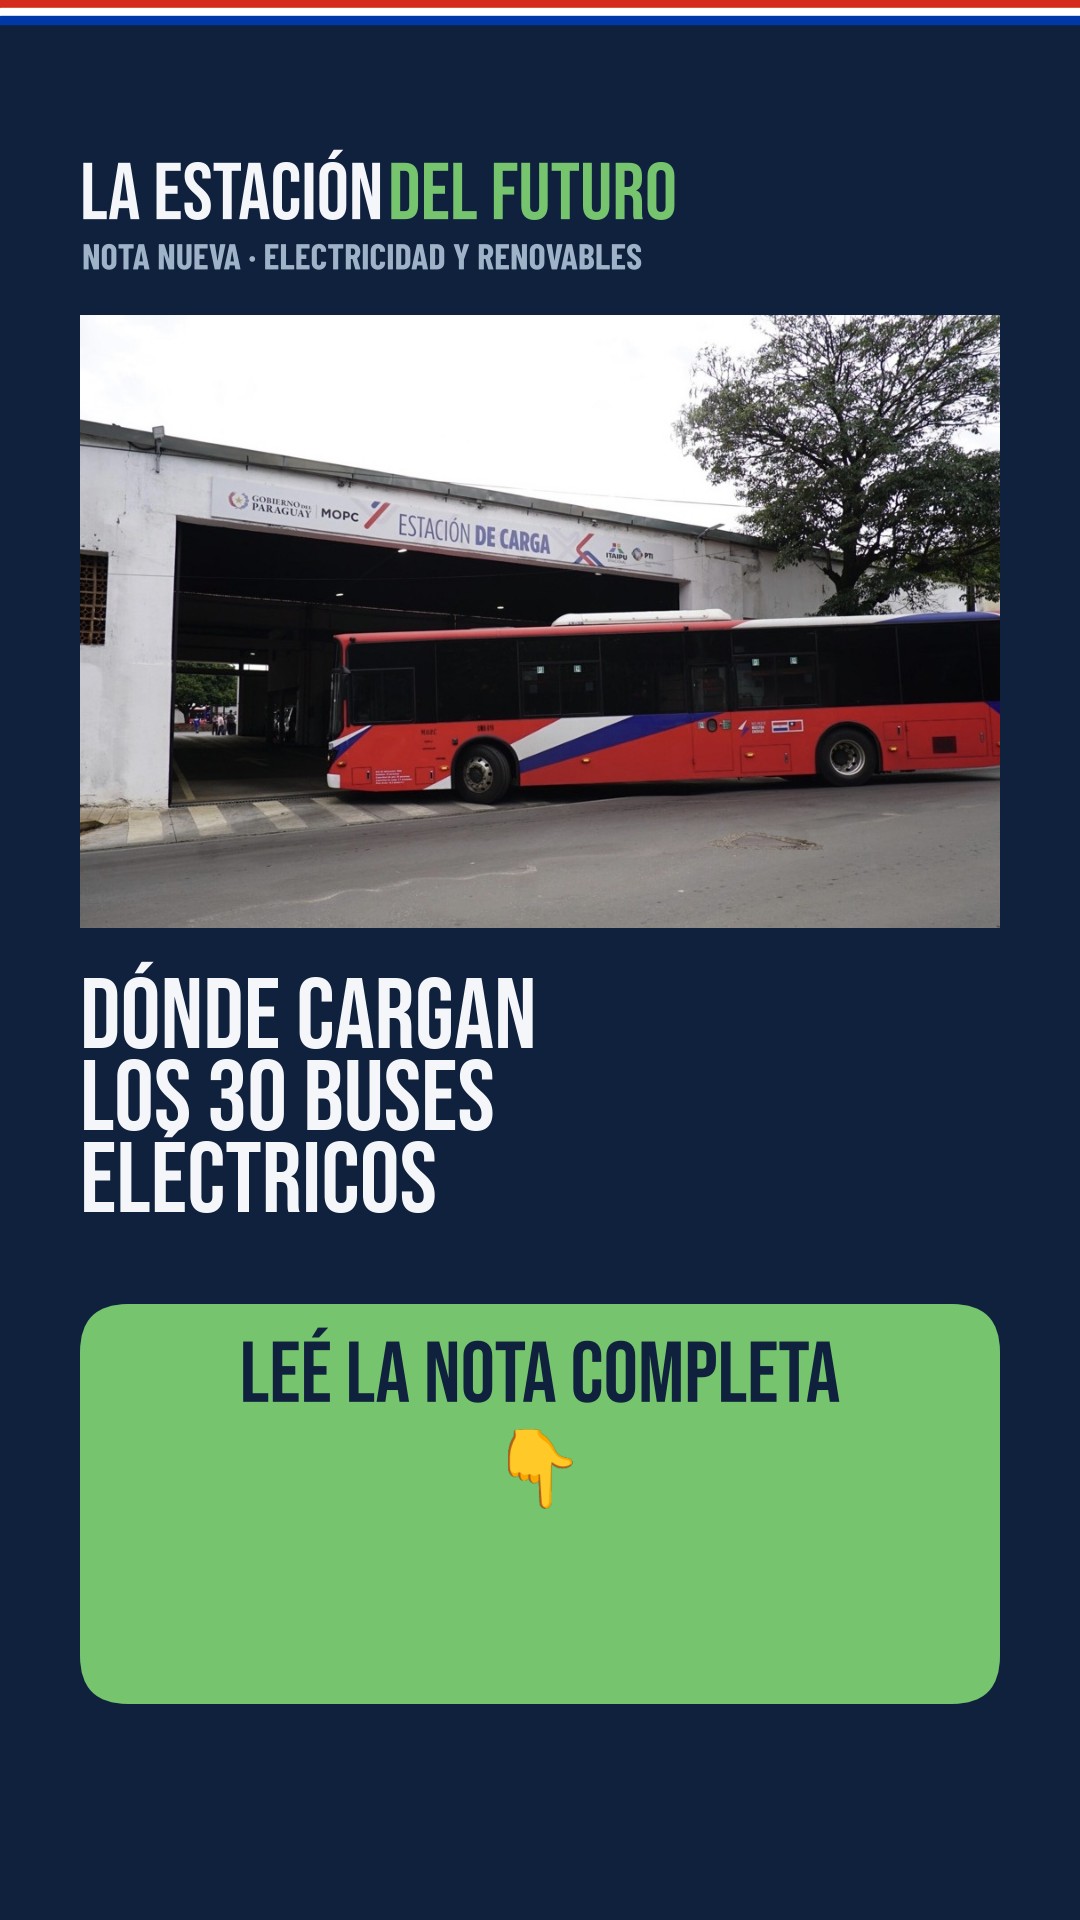 LA ESTACIÓN DEL FUTURO
NOTA NUEVA · ELECTRICIDAD Y RENOVABLES
GOBIERNO DEL PARAGUAY
MOPC
ESTACIÓN DE CARGA
ITAIPU
PTI
DÓNDE CARGAN
LOS 30 BUSES
ELÉCTRICOS
LEÉ LA NOTA COMPLETA
👇